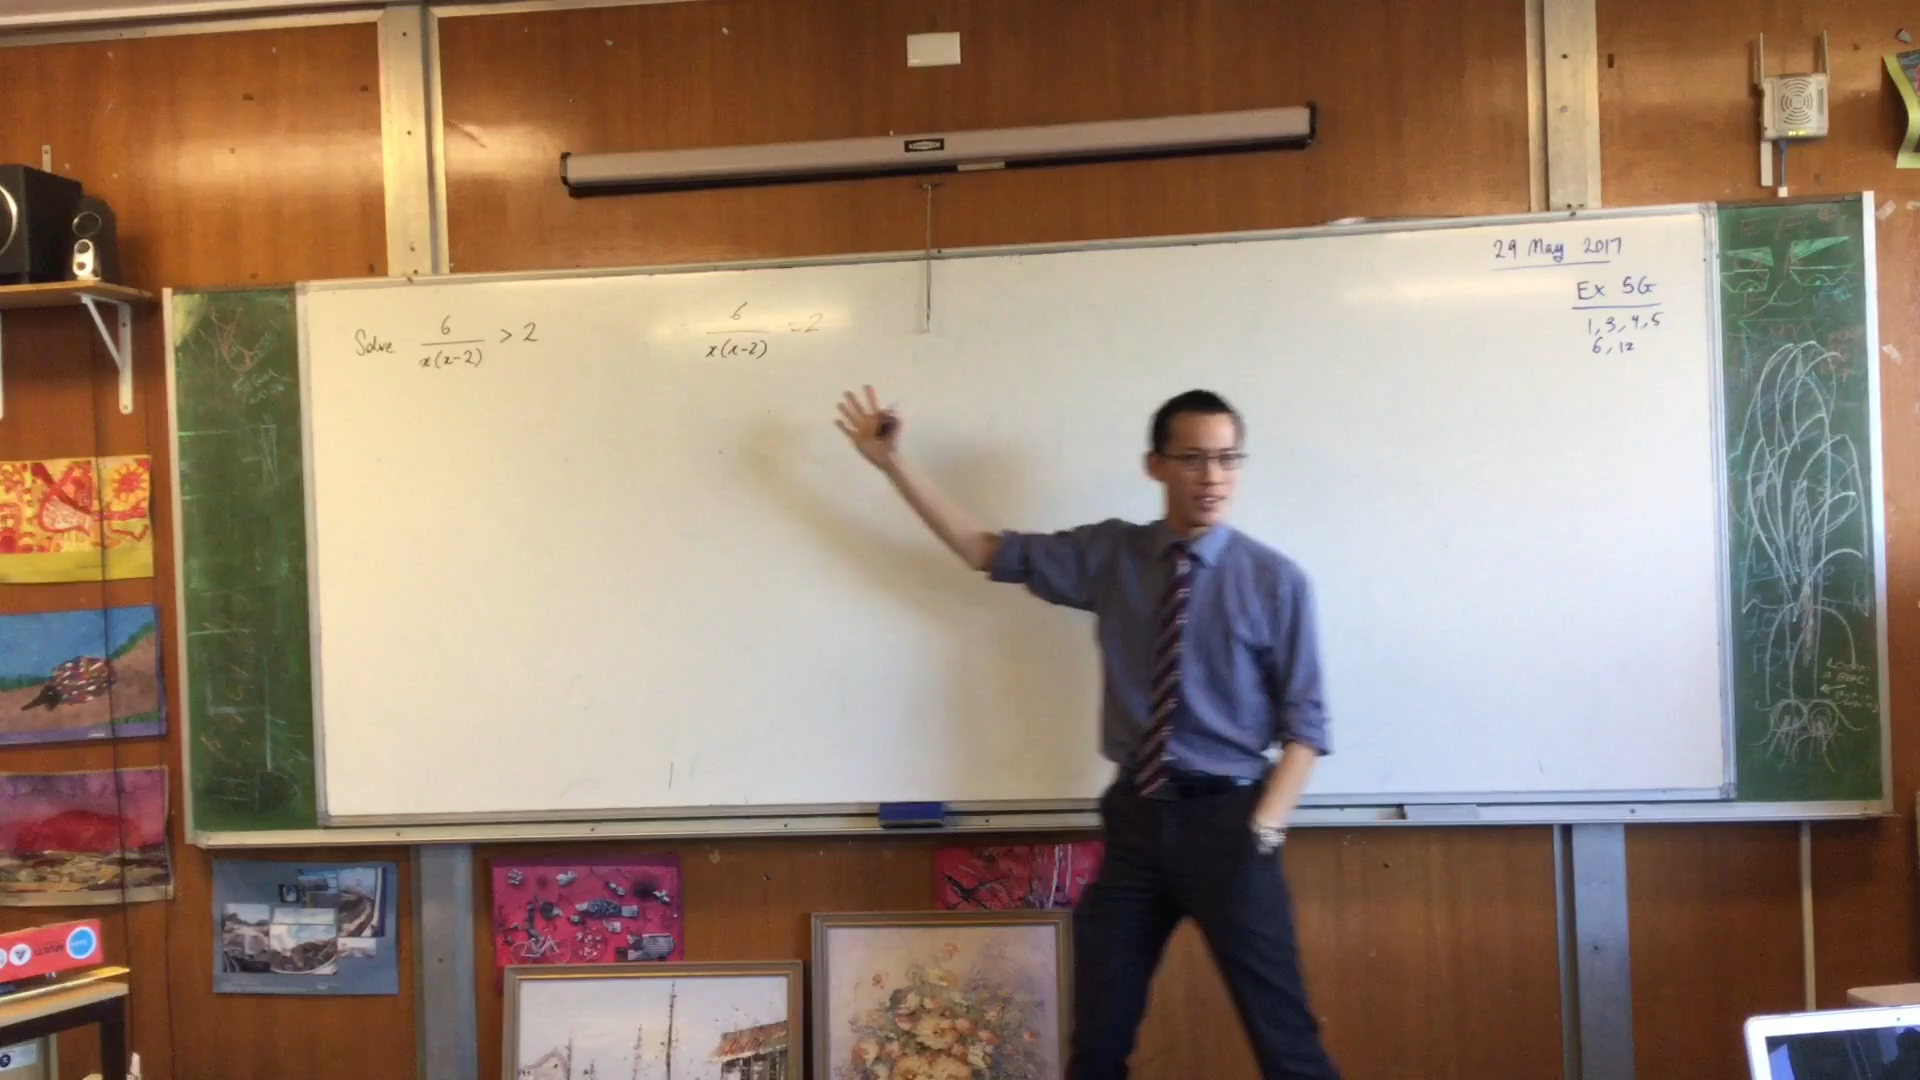 29 May 2017
Ex 5G
1, 3, 4, 5
6, 12
Solve 6/x(x-2) > 2
6/x(x-2) = 2